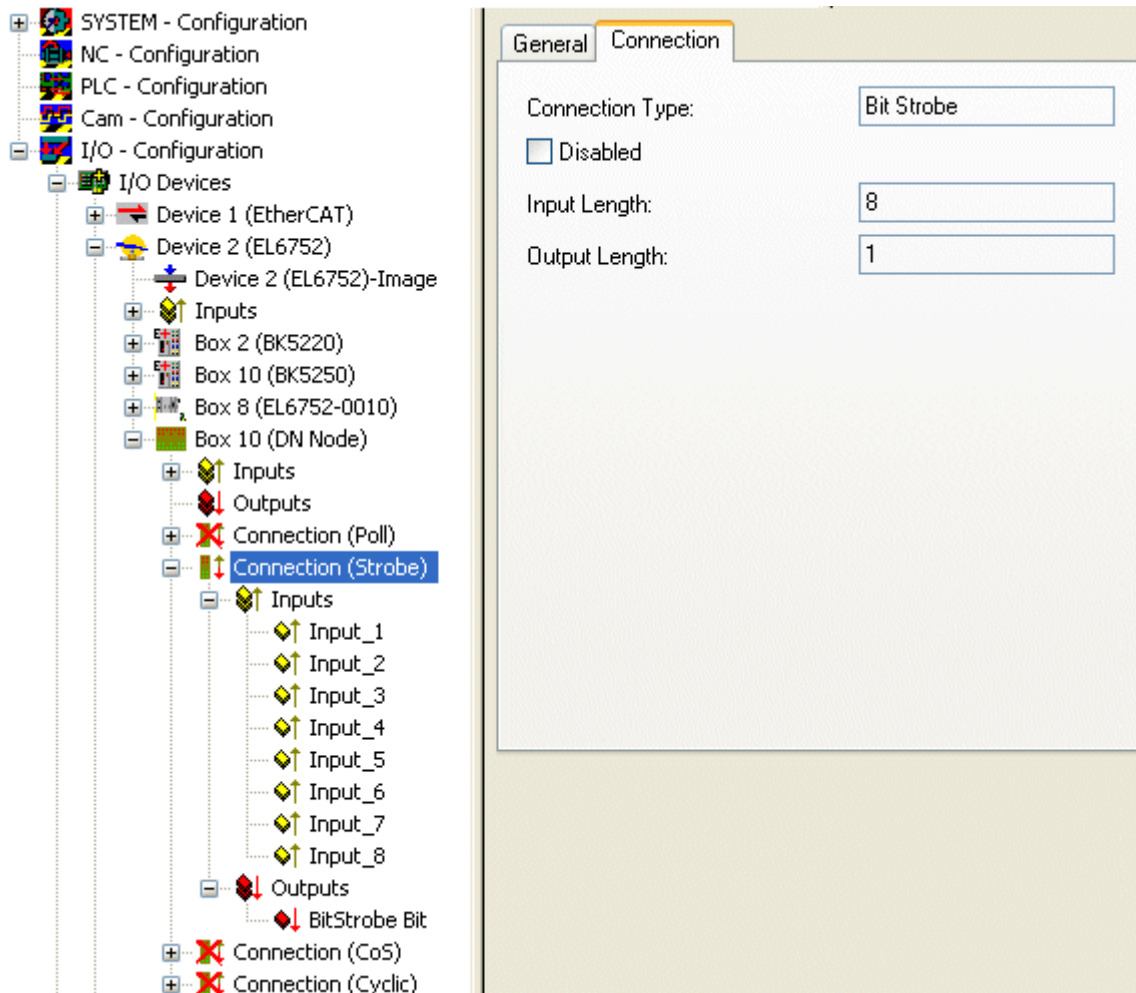 SYSTEM - Configuration
NC - Configuration
PLC - Configuration
Cam - Configuration
I/O - Configuration
I/O Devices
Device 1 (EtherCAT)
Device 2 (EL6752)
Device 2 (EL6752)-Image
Inputs
Box 2 (BK5220)
Box 10 (BK5250)
Box 8 (EL6752-0010)
Box 10 (DN Node)
Inputs
Outputs
Connection (Poll)
Connection (Strobe)
Inputs
Input_1
Input_2
Input_3
Input_4
Input_5
Input_6
Input_7
Input_8
Outputs
BitStrobe Bit
Connection (CoS)
Connection (Cyclic)
General Connection
Connection Type: Bit Strobe
Disabled
Input Length: 8
Output Length: 1